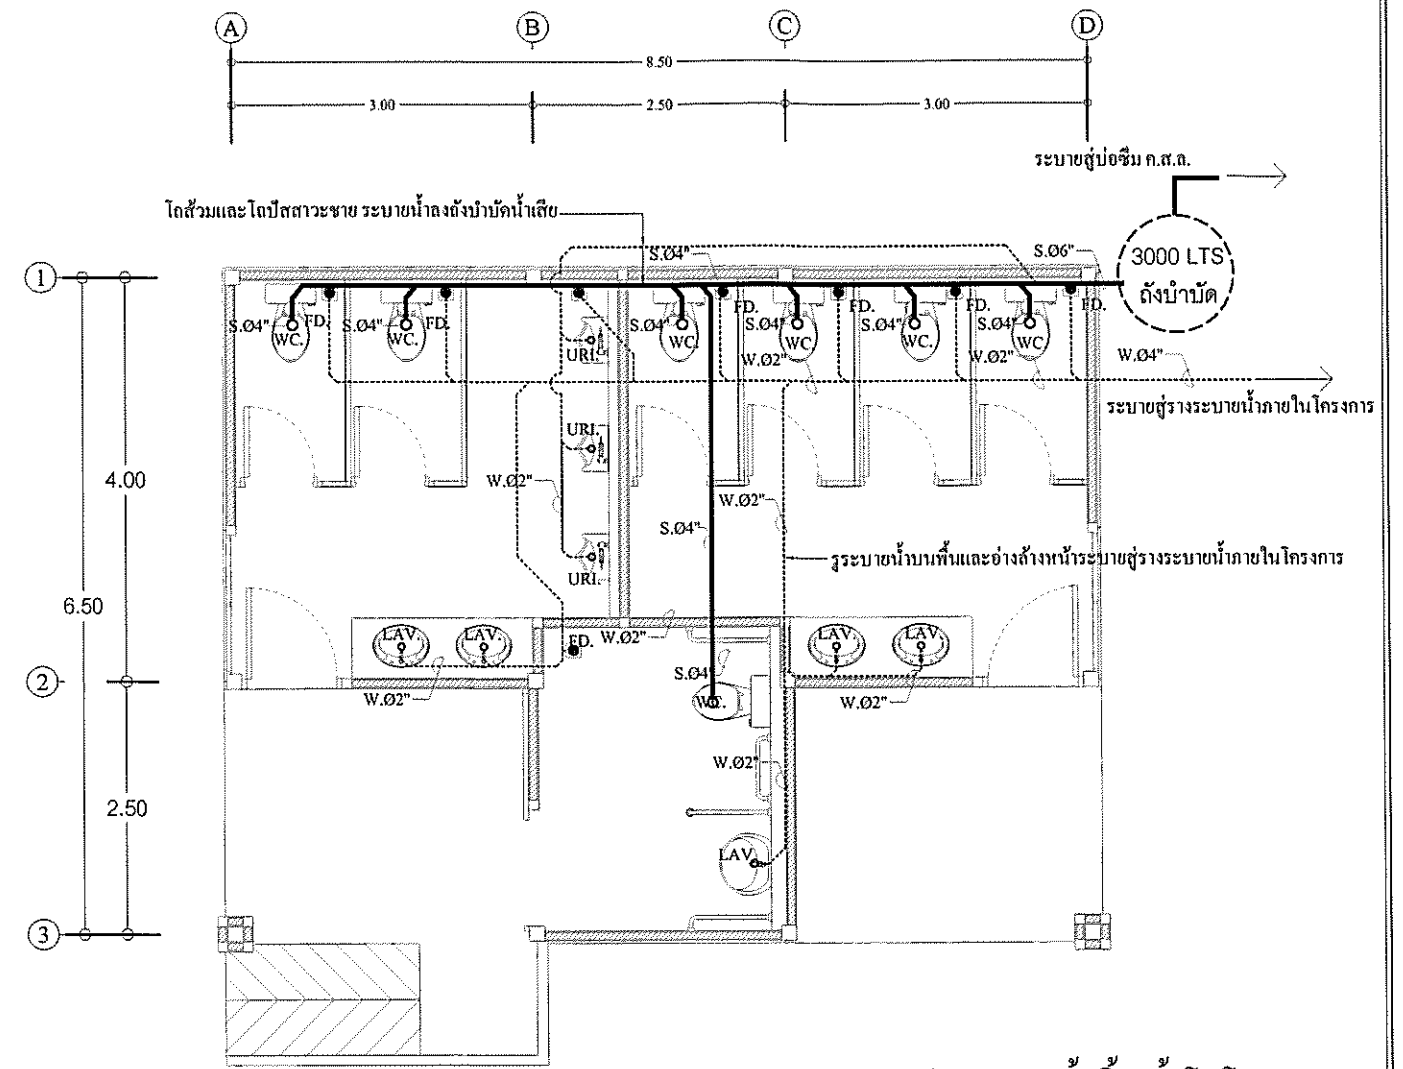 A B C D
8.50
3.00 2.50 3.00
ระบายสู่บ่อซึม ค.ส.ล.
โถส้วมและโถปัสสาวะชาย ระบายน้ำลงถังบำบัดน้ำเสีย
S.Ø4" S.Ø6"
3000 LTS
ถังบำบัด
1
FD. FD. FD. FD. FD. FD.
S.Ø4" S.Ø4" S.Ø4" S.Ø4" S.Ø4" S.Ø4"
WC. WC. WC. WC. WC. WC.
URI.
W.Ø2" W.Ø2" W.Ø4"
ระบายสู่รางระบายน้ำภายในโครงการ
URI.
4.00
W.Ø2" W.Ø2"
S.Ø4"
รูระบายน้ำบนพื้นและอ่างล้างหน้าระบายสู่รางระบายน้ำภายในโครงการ
URI.
6.50
LAV. LAV. FD. W.Ø2" LAV. LAV.
S.Ø4"
2
W.Ø2" WC. W.Ø2"
W.Ø2"
2.50
LAV.
3